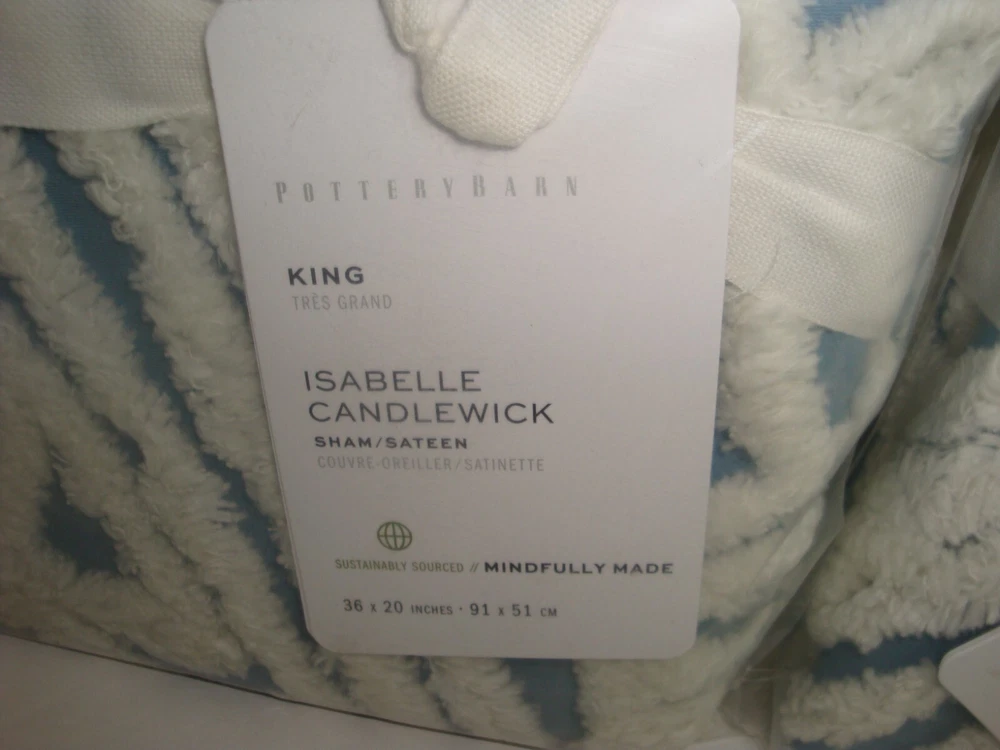 POTTERYBARN
KING
TRÈS GRAND
ISABELLE
CANDLEWICK
SHAM/SATEEN
COUVRE-OREILLER/SATINETTE
SUSTAINABLY SOURCED // MINDFULLY MADE
36 x 20 INCHES · 91 x 51 CM